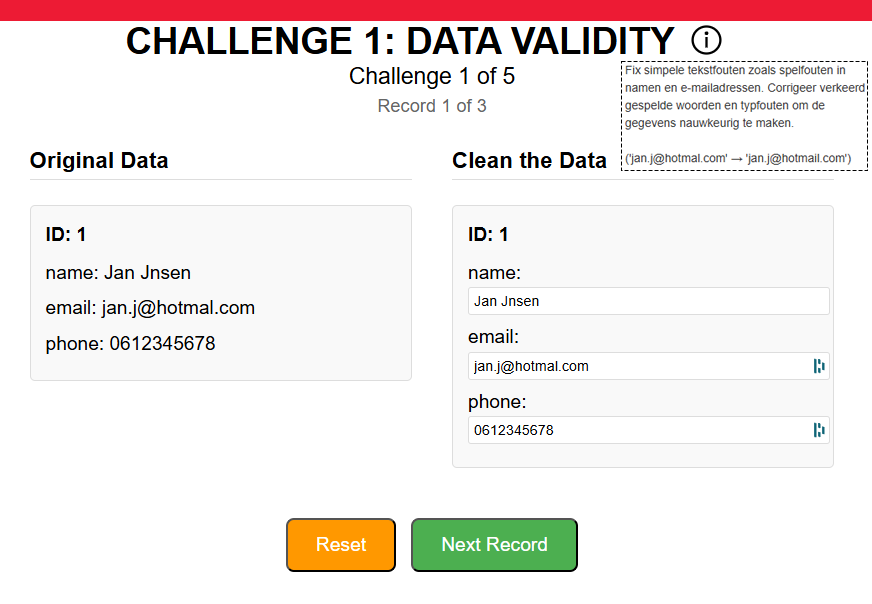 CHALLENGE 1: DATA VALIDITY
Challenge 1 of 5
Record 1 of 3
Fix simpele tekstfouten zoals spelfouten in
namen en e-mailadressen. Corrigeer verkeerd
gespelde woorden en typfouten om de
gegevens nauwkeurig te maken.
('jan.j@hotmal.com' → 'jan.j@hotmail.com')
Original Data
ID: 1
name: Jan Jnsen
email: jan.j@hotmal.com
phone: 0612345678
Clean the Data
ID: 1
name:
Jan Jnsen
email:
jan.j@hotmal.com
phone:
0612345678
Reset
Next Record